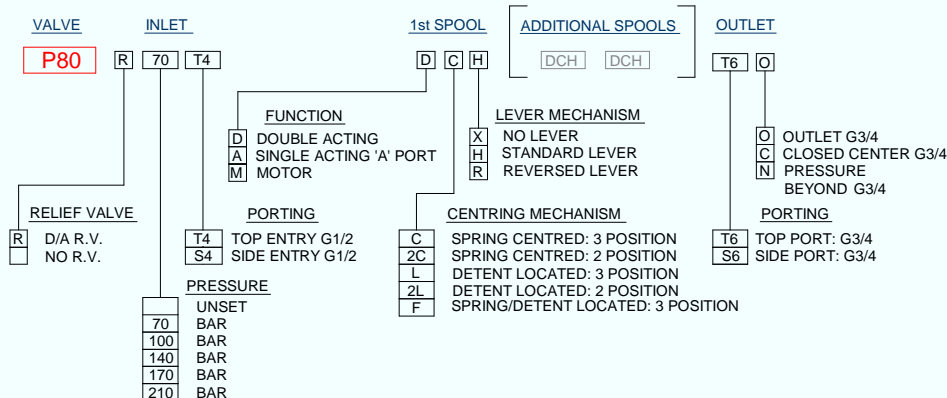 VALVE INLET 1st SPOOL ADDITIONAL SPOOLS OUTLET
P80 R 70 T4 D C H DCH DCH T6 O
FUNCTION
D DOUBLE ACTING
A SINGLE ACTING 'A' PORT
M MOTOR
LEVER MECHANISM
X NO LEVER
H STANDARD LEVER
R REVERSED LEVER
O OUTLET G3/4
C CLOSED CENTER G3/4
N PRESSURE
BEYOND G3/4
RELIEF VALVE
R D/A R.V.
NO R.V.
PORTING
T4 TOP ENTRY G1/2
S4 SIDE ENTRY G1/2
CENTRING MECHANISM
C SPRING CENTRED: 3 POSITION
2C SPRING CENTRED: 2 POSITION
L DETENT LOCATED: 3 POSITION
2L DETENT LOCATED: 2 POSITION
F SPRING/DETENT LOCATED: 3 POSITION
PORTING
T6 TOP PORT: G3/4
S6 SIDE PORT: G3/4
PRESSURE
UNSET
70 BAR
100 BAR
140 BAR
170 BAR
210 BAR